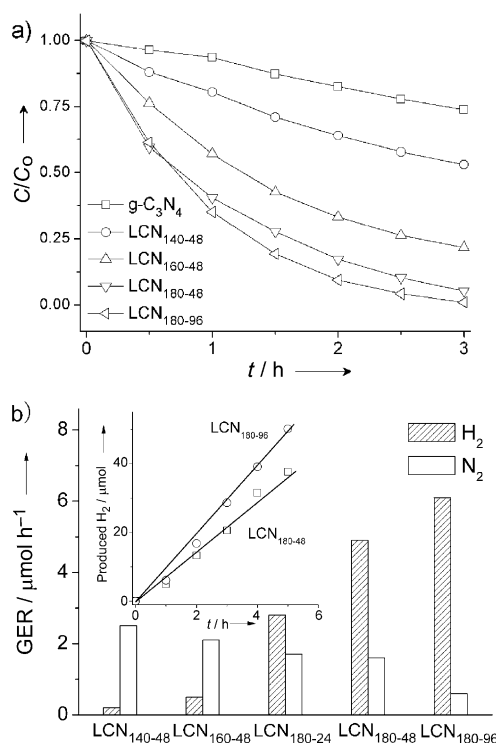 a)
1.00
0.75
0.50
0.25
0.00
C/C₀
g-C₃N₄
LCN₁₄₀₋₄₈
LCN₁₆₀₋₄₈
LCN₁₈₀₋₄₈
LCN₁₈₀₋₉₆
0 1 2 3
t / h
b)
8
6
4
2
0
GER / μmol h⁻¹
H₂
N₂
Produced H₂ / μmol
40
20
0
LCN₁₈₀₋₉₆
LCN₁₈₀₋₄₈
0 2 4 6
t / h
LCN₁₄₀₋₄₈ LCN₁₆₀₋₄₈ LCN₁₈₀₋₂₄ LCN₁₈₀₋₄₈ LCN₁₈₀₋₉₆